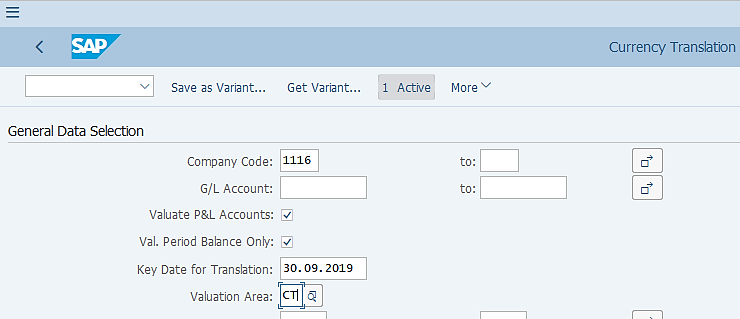 SAP Currency Translation
Save as Variant... Get Variant... 1 Active More
General Data Selection
Company Code: 1116 to:
G/L Account: to:
Valuate P&L Accounts:
Val. Period Balance Only:
Key Date for Translation: 30.09.2019
Valuation Area: CT